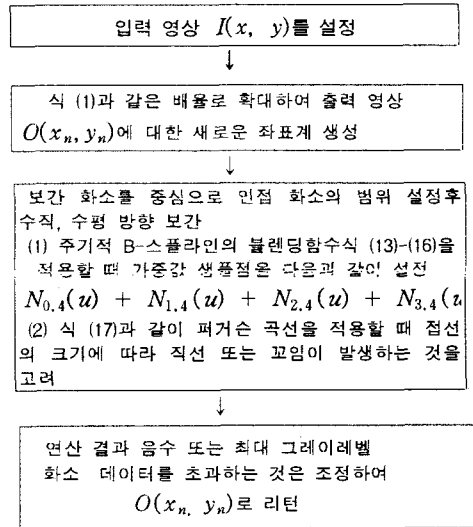 입력 영상 I(x, y)를 설정
↓
식 (1)과 같은 배율로 확대하여 출력 영상
O(xₙ, yₙ)에 대한 새로운 좌표계 생성
↓
보간 화소를 중심으로 인접 화소의 범위 설정후
수직, 수평 방향 보간
(1) 주기적 B-스플라인의 블렌딩함수식 (13)-(16)을
적용할 때 가중값 샘플점을 다음과 같이 설정
N₀.₄(u) + N₁.₄(u) + N₂.₄(u) + N₃.₄(u
(2) 식 (17)과 같이 퍼거슨 곡선을 적용할 때 접선
의 크기에 따라 직선 또는 꼬임이 발생하는 것을
고려
↓
연산 결과 음수 또는 최대 그레이레벨
화소 데이터를 초과하는 것은 조정하여
O(xₙ, yₙ)로 리턴